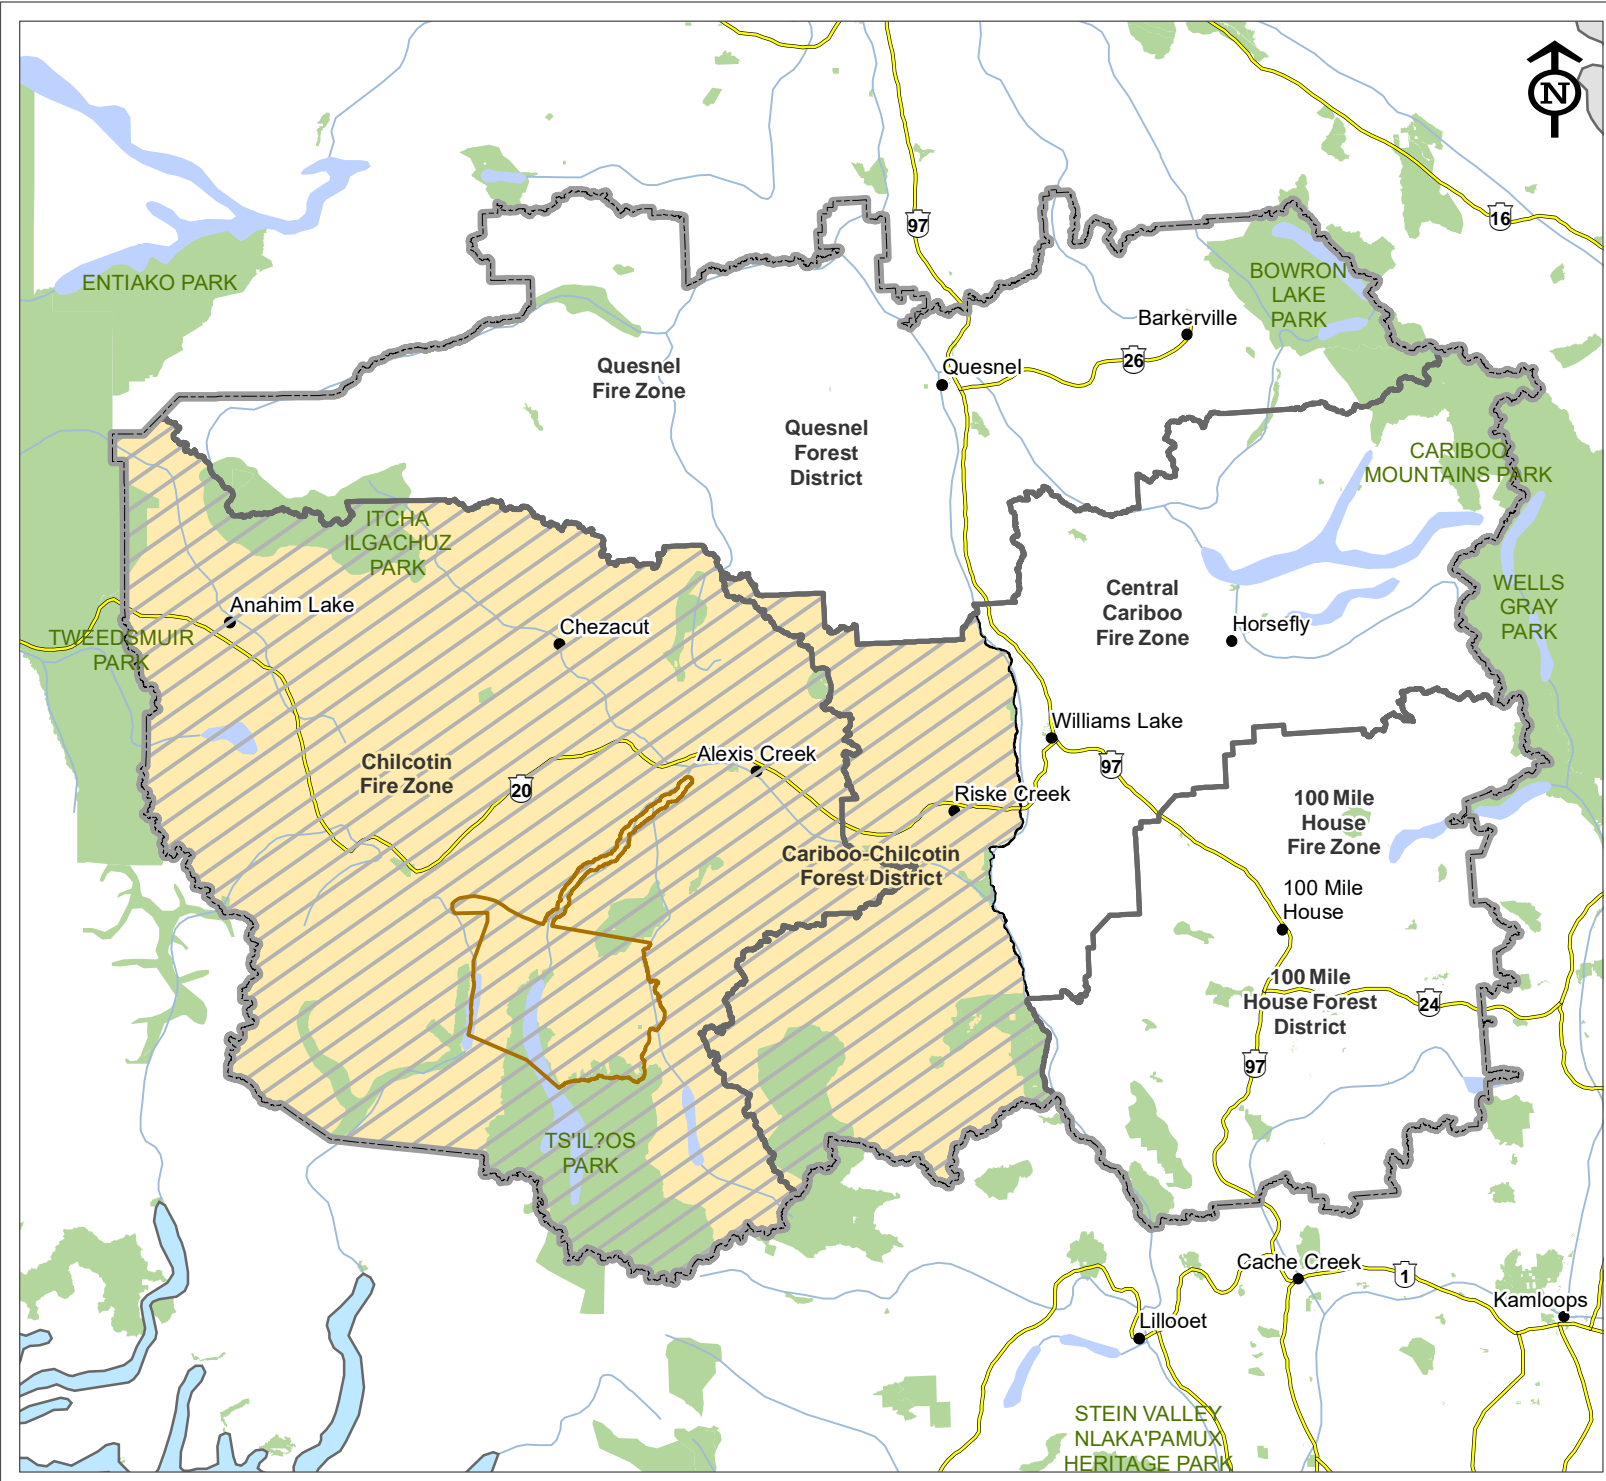 N
16
97
BOWRON
LAKE
PARK
ENTIAKO PARK
Barkerville
26
Quesnel
Fire Zone
Quesnel
Quesnel
Forest
District
CARIBOO
MOUNTAINS PARK
ITCHA
ILGACHUZ
PARK
Central
Cariboo
Fire Zone
WELLS
GRAY
PARK
Anahim Lake
Chezacut
Horsefly
TWEEDSMUIR
PARK
Williams Lake
Chilcotin
Fire Zone
Alexis Creek
97
20
Riske Creek
100 Mile
House
Fire Zone
Cariboo-Chilcotin
Forest District
100 Mile
House
100 Mile
House Forest
District
24
97
TS'IL?OS
PARK
Cache Creek
1
Kamloops
Lillooet
STEIN VALLEY
NLAKA'PAMUX
HERITAGE PARK